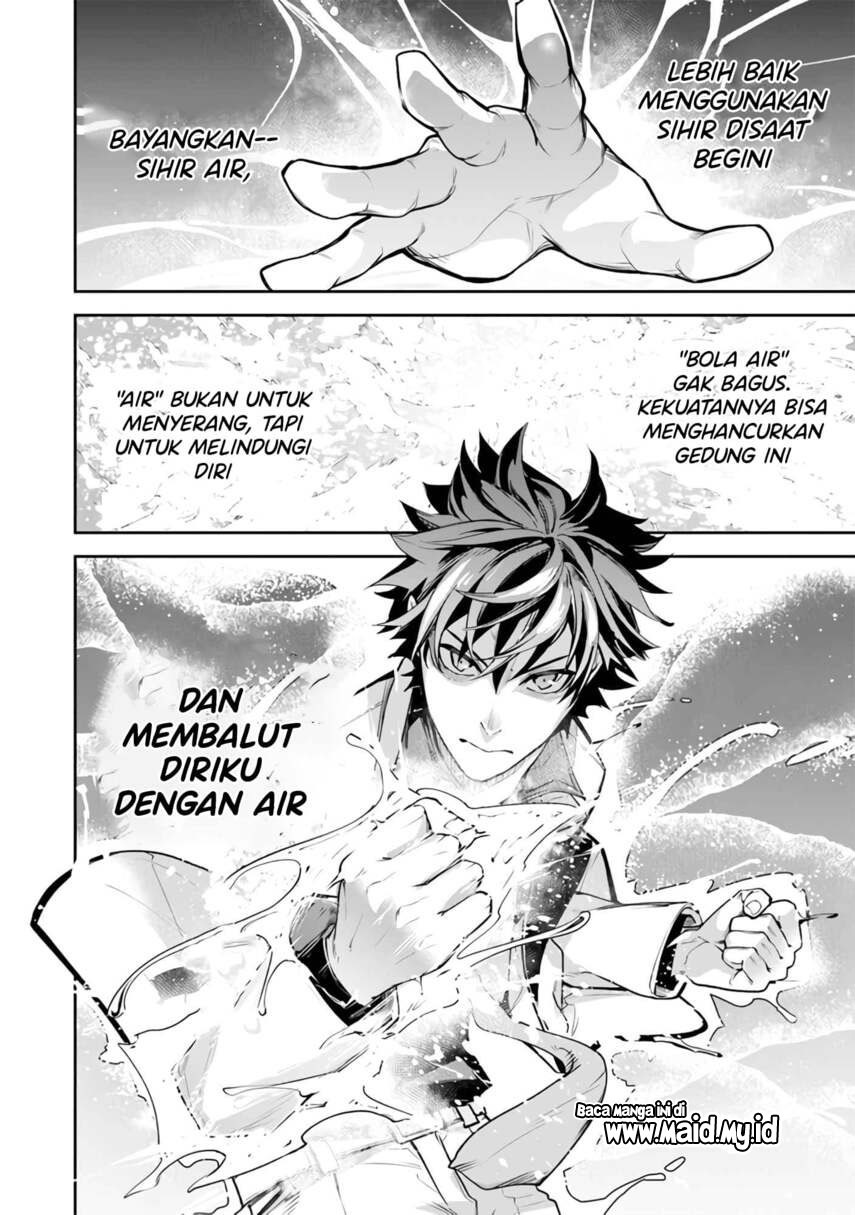 LEBIH BAIK
MENGGUNAKAN
SIHIR DISAAT
BEGINI
BAYANGKAN--
SIHIR AIR,
"BOLA AIR"
GAK BAGUS.
KEKUATANNYA BISA
MENGHANCURKAN
GEDUNG INI
"AIR" BUKAN UNTUK
MENYERANG, TAPI
UNTUK MELINDUNGI
DIRI
DAN
MEMBALUT
DIRIKU
DENGAN AIR
Baca Manga ini di
www.Maid.My.id